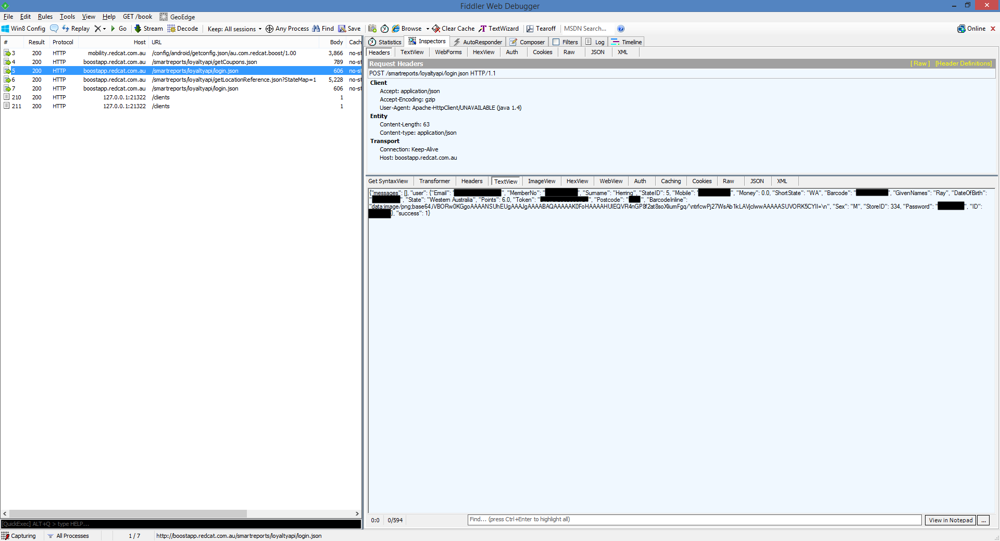 Fiddler Web Debugger
File Edit Rules Tools View Help GET /book GeoEdge
Win8 Config Replay Go Stream Decode Keep: All sessions Any Process Find Save Browse Clear Cache TextWizard Tearoff MSDN Search... Online
# Result Protocol Host URL Body Cach
3 200 HTTP mobility.redcat.com.au /config/android/getconfig.json/au.com.redcat.boost/1.00 3,866 no-st
4 200 HTTP boostapp.redcat.com.au /smartreports/loyaltyapi/getCoupons.json 789 no-st
5 200 HTTP boostapp.redcat.com.au /smartreports/loyaltyapi/login.json 606 no-st
6 200 HTTP boostapp.redcat.com.au /smartreports/loyaltyapi/getLocationReference.json?StateMap=1 5,228 no-st
7 200 HTTP boostapp.redcat.com.au /smartreports/loyaltyapi/login.json 606 no-st
210 200 HTTP 127.0.0.1:21322 /clients 1
211 200 HTTP 127.0.0.1:21322 /clients 1
[QuickExec] ALT+Q > type HELP...
Statistics Inspectors AutoResponder Composer Filters Log Timeline
Headers TextView WebForms HexView Auth Cookies Raw JSON XML
Request Headers [ Raw ] [Header Definitions]
POST /smartreports/loyaltyapi/login.json HTTP/1.1
Client
Accept: application/json
Accept-Encoding: gzip
User-Agent: Apache-HttpClient/UNAVAILABLE (java 1.4)
Entity
Content-Length: 63
Content-type: application/json
Transport
Connection: Keep-Alive
Host: boostapp.redcat.com.au
Get SyntaxView Transformer Headers TextView ImageView HexView WebView Auth Caching Cookies Raw JSON XML
{"messages": [], "user": {"Email": " ", "MemberNo": " ", "Surname": "Herring", "StateID": 5, "Mobile": " ", "Money": 0.0, "ShortState": "WA", "Barcode": " ", "GivenNames": "Ray", "DateOfBirth":
" ", "State": "Western Australia", "Points": 6.0, "Token": " ", "Postcode": " ", "BarcodeInline":
"data:image/png;base64, "Sex": "M", "StoreID": 334, "Password": " ", "ID":
}, "success": 1}
0:0 0/594 Find... (press Ctrl+Enter to highlight all) View in Notepad ...
Capturing All Processes 1 / 7 http://boostapp.redcat.com.au/smartreports/loyaltyapi/login.json